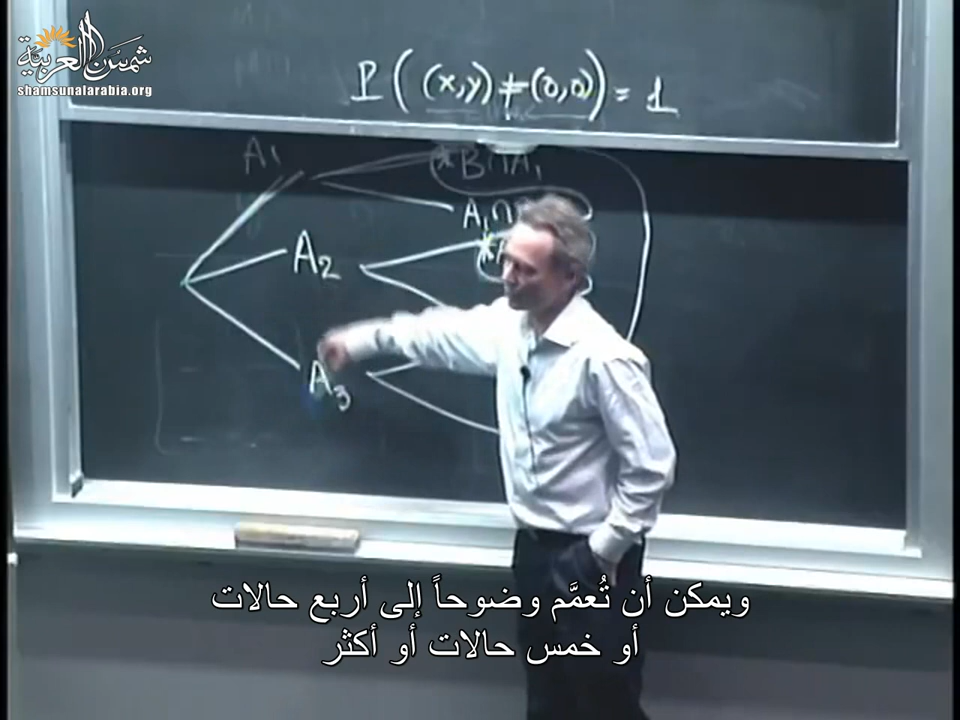 شمس العربية
shamsunalarabia.org
P((x,y)≠(0,0))=1
A₁
*B∩A₁
A₁∩
A₂
A₃
ويمكن أن تُعمَّم وضوحاً إلى أربع حالات
أو خمس حالات أو أكثر